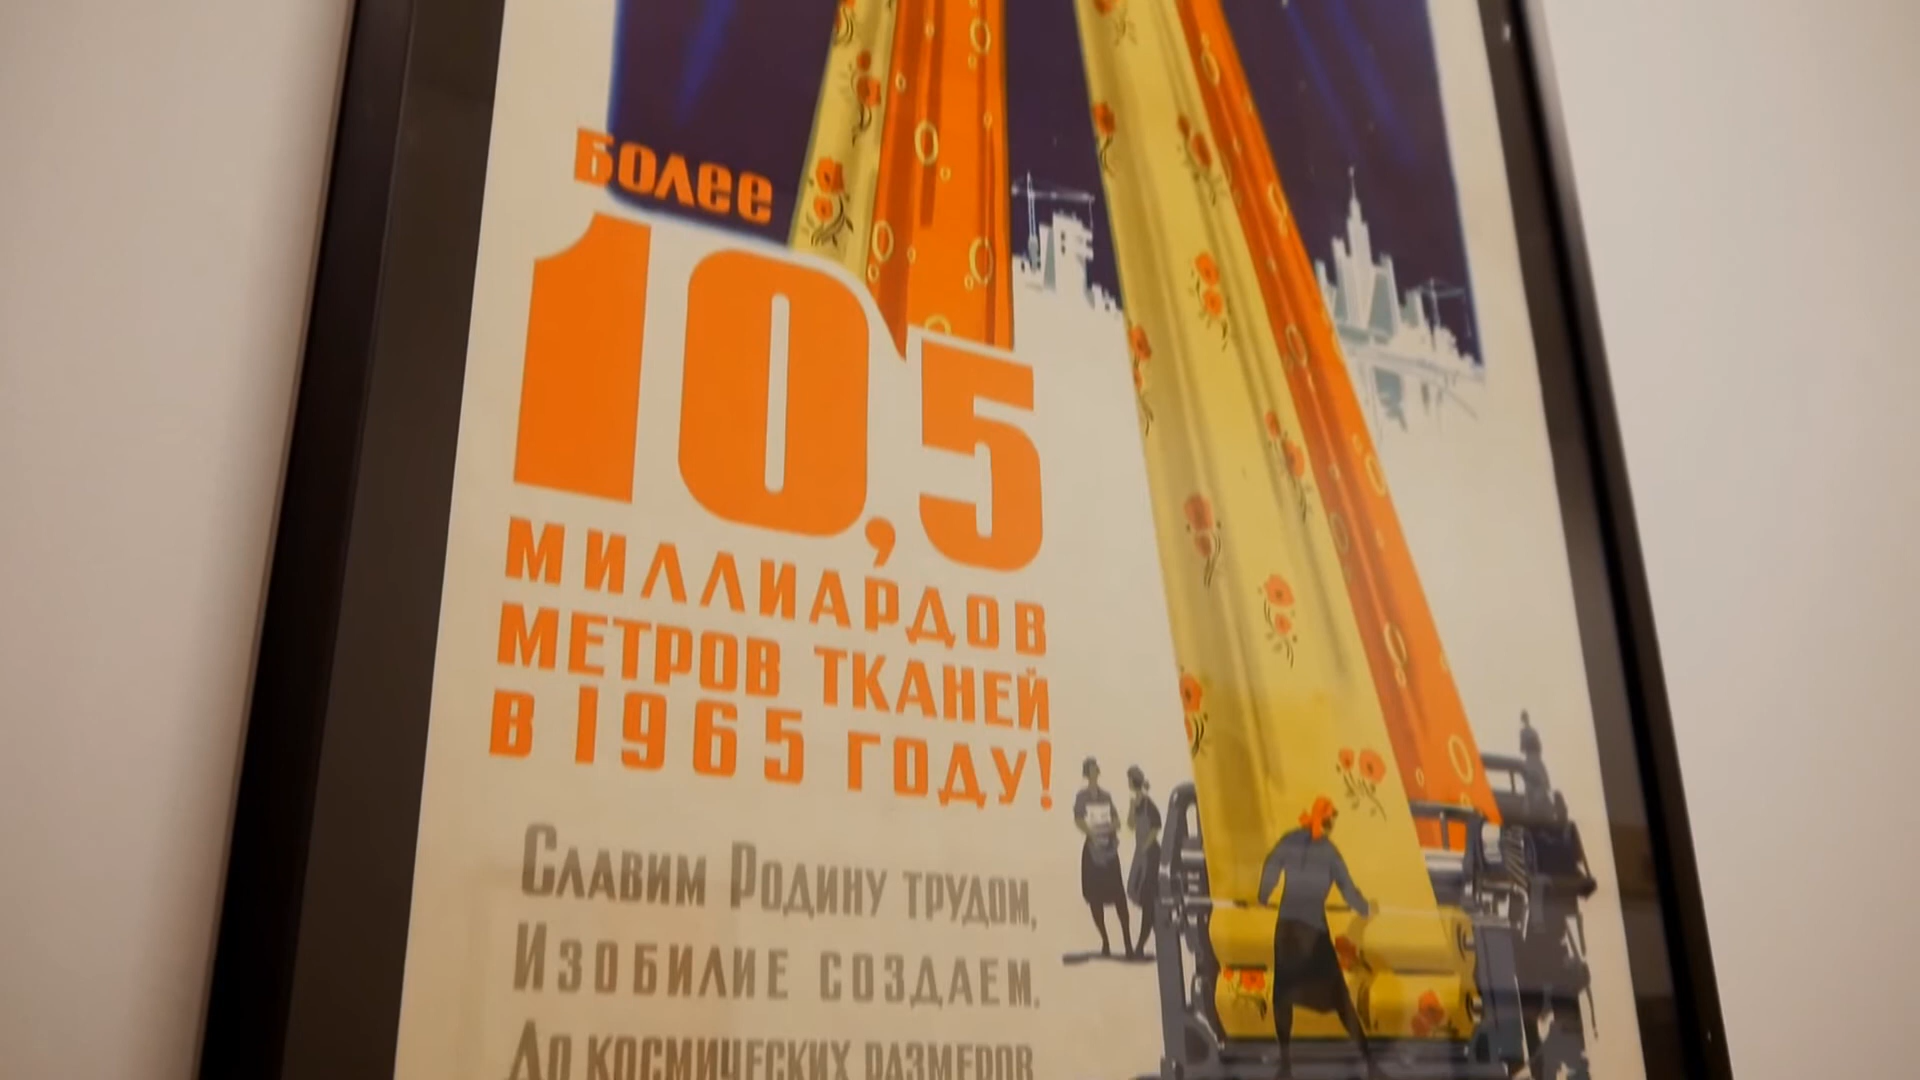 Более
10,5
МИЛЛИАРДОВ
МЕТРОВ ТКАНЕЙ
В 1965 ГОДУ!
Славим Родину трудом,
Изобилие создаем.
До космических размеров